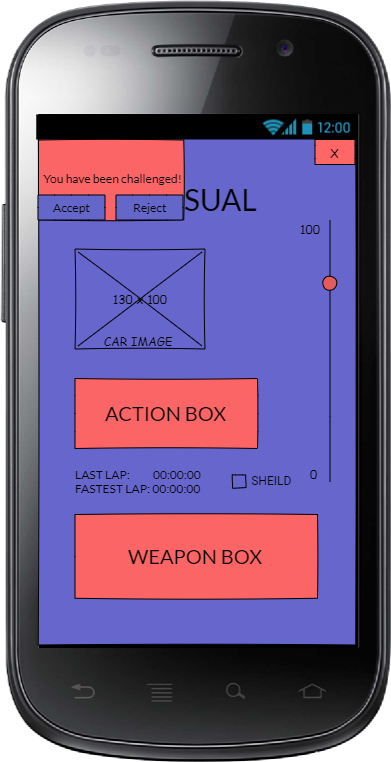 12:00
X
You have been challenged!
Accept
Reject
SUAL
100
130 x 100
CAR IMAGE
ACTION BOX
LAST LAP: 00:00:00
FASTEST LAP: 00:00:00
SHEILD
0
WEAPON BOX